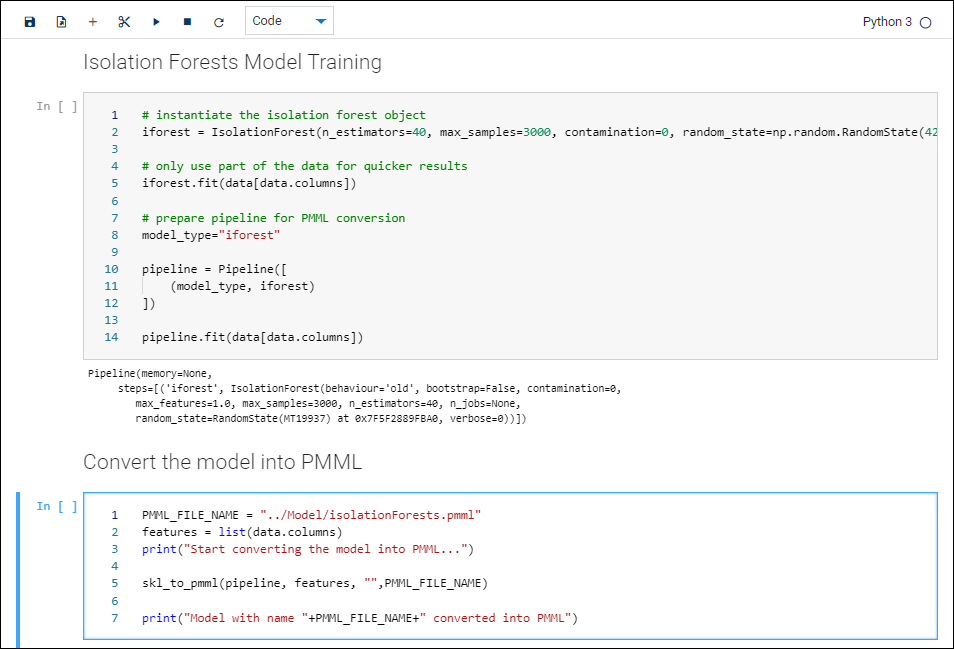 Code
Python 3
Isolation Forests Model Training
In [ ]
1 # instantiate the isolation forest object
2 iforest = IsolationForest(n_estimators=40, max_samples=3000, contamination=0, random_state=np.random.RandomState(42
3
4 # only use part of the data for quicker results
5 iforest.fit(data[data.columns])
6
7 # prepare pipeline for PMML conversion
8 model_type="iforest"
9
10 pipeline = Pipeline([
11     (model_type, iforest)
12 ])
13
14 pipeline.fit(data[data.columns])
Pipeline(memory=None,
     steps=[('iforest', IsolationForest(behaviour='old', bootstrap=False, contamination=0,
        max_features=1.0, max_samples=3000, n_estimators=40, n_jobs=None,
        random_state=RandomState(MT19937) at 0x7F5F2889FBA0, verbose=0))])
Convert the model into PMML
In [ ]
1 PMML_FILE_NAME = "../Model/isolationForests.pmml"
2 features = list(data.columns)
3 print("Start converting the model into PMML...")
4
5 skl_to_pmml(pipeline, features, "",PMML_FILE_NAME)
6
7 print("Model with name "+PMML_FILE_NAME+" converted into PMML")